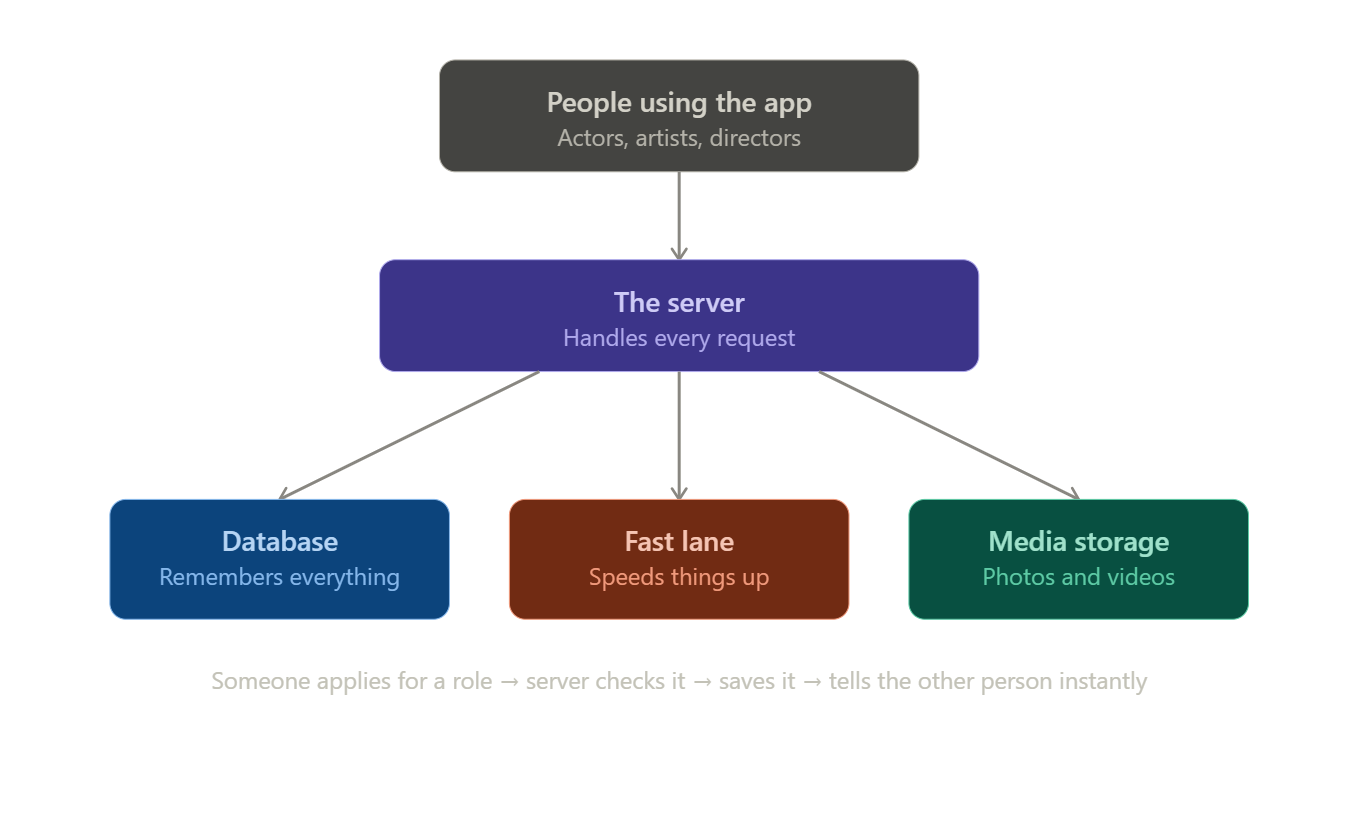 People using the app
Actors, artists, directors
The server
Handles every request
Database
Remembers everything
Fast lane
Speeds things up
Media storage
Photos and videos
Someone applies for a role → server checks it → saves it → tells the other person instantly